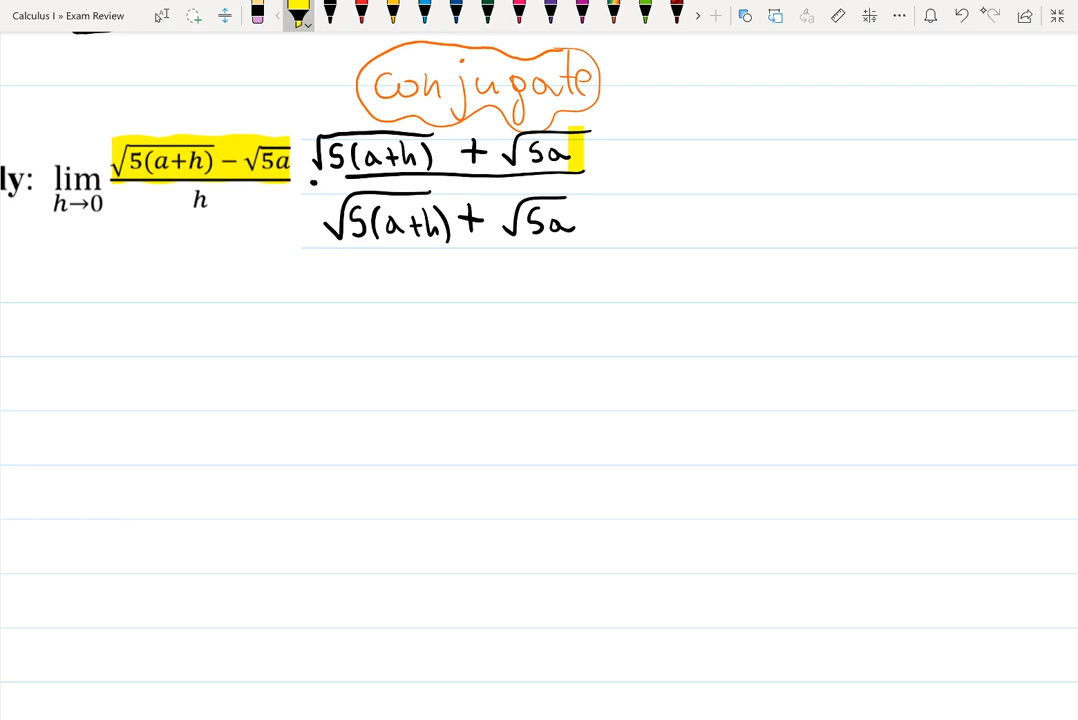 Calculus I » Exam Review
conjugate
ly: lim h→0 √5(a+h) − √5a / h · √5(a+h) + √5a / √5(a+h) + √5a